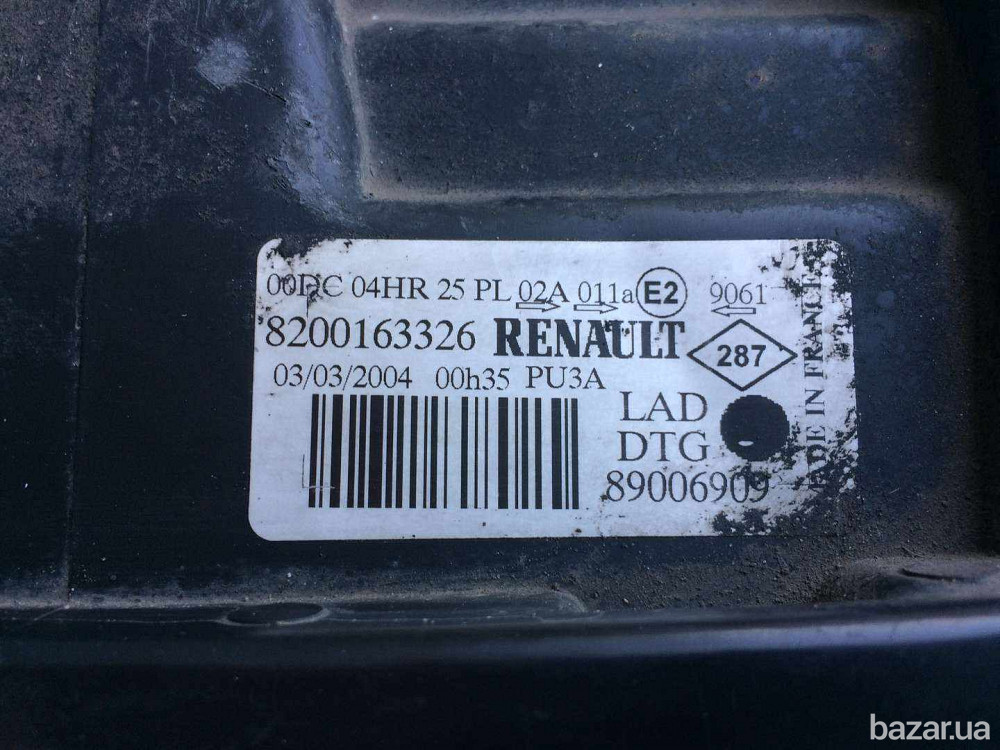 00DC 04HR 25 PL 02A 011a E2 9061
8200163326 RENAULT 287
03/03/2004 00h35 PU3A
LAD
DTG
89006909
MADE IN FRANCE
bazar.ua